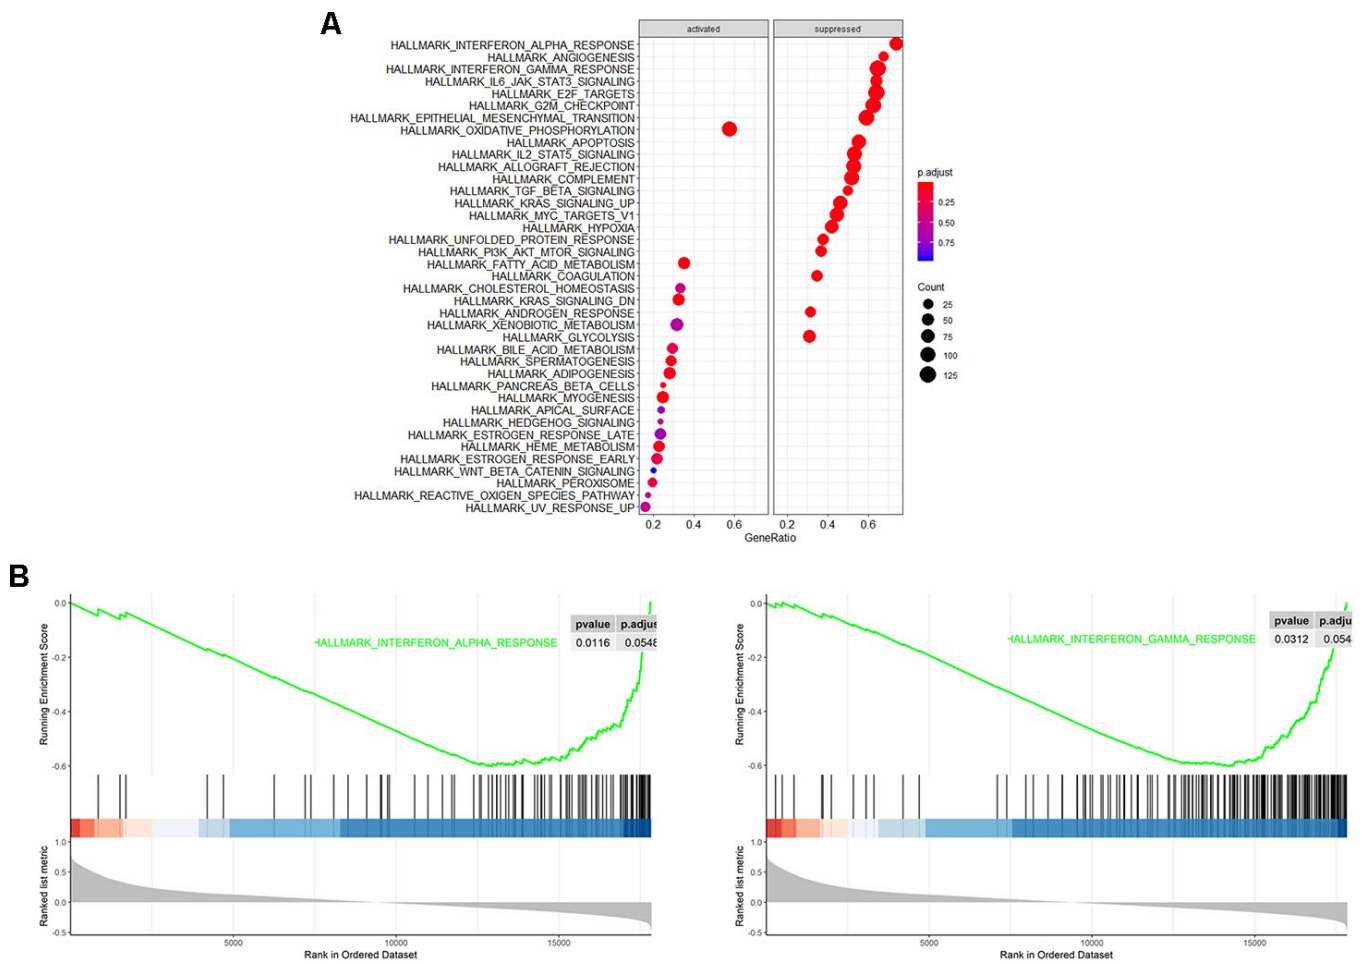 A
activated suppressed
HALLMARK_INTERFERON_ALPHA_RESPONSE
HALLMARK_ANGIOGENESIS
HALLMARK_INTERFERON_GAMMA_RESPONSE
HALLMARK_IL6_JAK_STAT3_SIGNALING
HALLMARK_E2F_TARGETS
HALLMARK_G2M_CHECKPOINT
HALLMARK_EPITHELIAL_MESENCHYMAL_TRANSITION
HALLMARK_OXIDATIVE_PHOSPHORYLATION
HALLMARK_APOPTOSIS
HALLMARK_IL2_STAT5_SIGNALING
HALLMARK_ALLOGRAFT_REJECTION
HALLMARK_COMPLEMENT
HALLMARK_TGF_BETA_SIGNALING
HALLMARK_KRAS_SIGNALING_UP
HALLMARK_MYC_TARGETS_V1
HALLMARK_HYPOXIA
HALLMARK_UNFOLDED_PROTEIN_RESPONSE
HALLMARK_PI3K_AKT_MTOR_SIGNALING
HALLMARK_FATTY_ACID_METABOLISM
HALLMARK_COAGULATION
HALLMARK_CHOLESTEROL_HOMEOSTASIS
HALLMARK_KRAS_SIGNALING_DN
HALLMARK_ANDROGEN_RESPONSE
HALLMARK_XENOBIOTIC_METABOLISM
HALLMARK_GLYCOLYSIS
HALLMARK_BILE_ACID_METABOLISM
HALLMARK_SPERMATOGENESIS
HALLMARK_ADIPOGENESIS
HALLMARK_PANCREAS_BETA_CELLS
HALLMARK_MYOGENESIS
HALLMARK_APICAL_SURFACE
HALLMARK_HEDGEHOG_SIGNALING
HALLMARK_ESTROGEN_RESPONSE_LATE
HALLMARK_HEME_METABOLISM
HALLMARK_ESTROGEN_RESPONSE_EARLY
HALLMARK_WNT_BETA_CATENIN_SIGNALING
HALLMARK_PEROXISOME
HALLMARK_REACTIVE_OXIGEN_SPECIES_PATHWAY
HALLMARK_UV_RESPONSE_UP
0.2 0.4 0.6 0.2 0.4 0.6
GeneRatio
p.adjust
0.25
0.50
0.75
Count
25
50
75
100
125
B
Running Enrichment Score
0.0
-0.2
-0.4
-0.6
HALLMARK_INTERFERON_ALPHA_RESPONSE
pvalue p.adjus
0.0116 0.0548
Ranked list metric
1.0
0.5
0.0
-0.5
5000 10000 15000
Rank in Ordered Dataset
Running Enrichment Score
0.0
-0.2
-0.4
-0.6
HALLMARK_INTERFERON_GAMMA_RESPONSE
pvalue p.adju
0.0312 0.054
Ranked list metric
1.0
0.5
0.0
-0.5
5000 10000 15000
Rank in Ordered Dataset